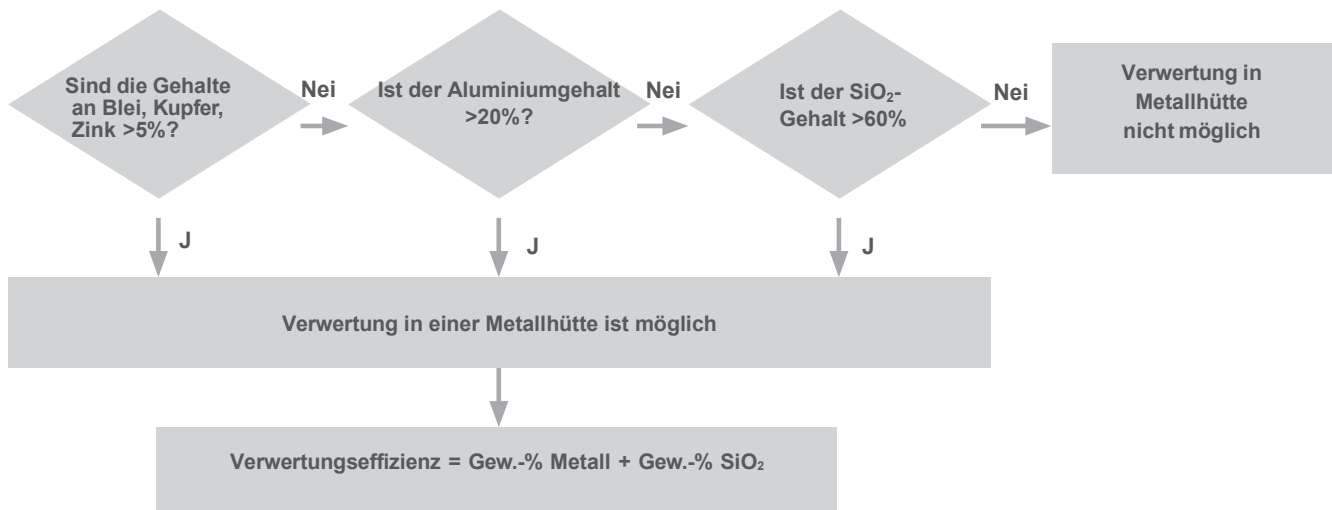 Sind die Gehalte
an Blei, Kupfer,
Zink >5%?
Nei
Ist der Aluminiumgehalt
>20%?
Nei
Ist der SiO₂-
Gehalt >60%
Nei
Verwertung in
Metallhütte
nicht möglich
J
J
J
Verwertung in einer Metallhütte ist möglich
Verwertungseffizienz = Gew.-% Metall + Gew.-% SiO₂